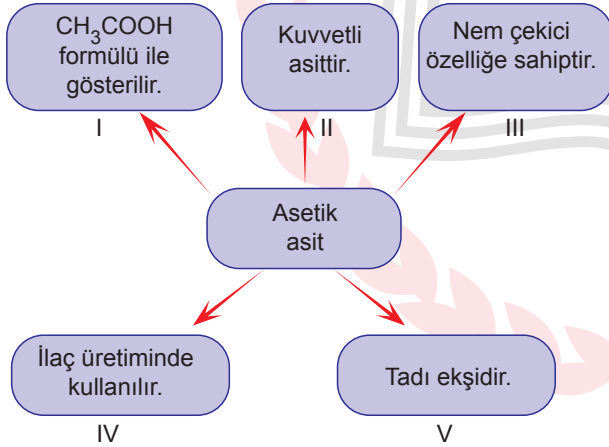 CH₃COOH
formülü ile
gösterilir.
I
Kuvvetli
asittir.
II
Nem çekici
özelliğe sahiptir.
III
Asetik
asit
İlaç üretiminde
kullanılır.
IV
Tadı ekşidir.
V